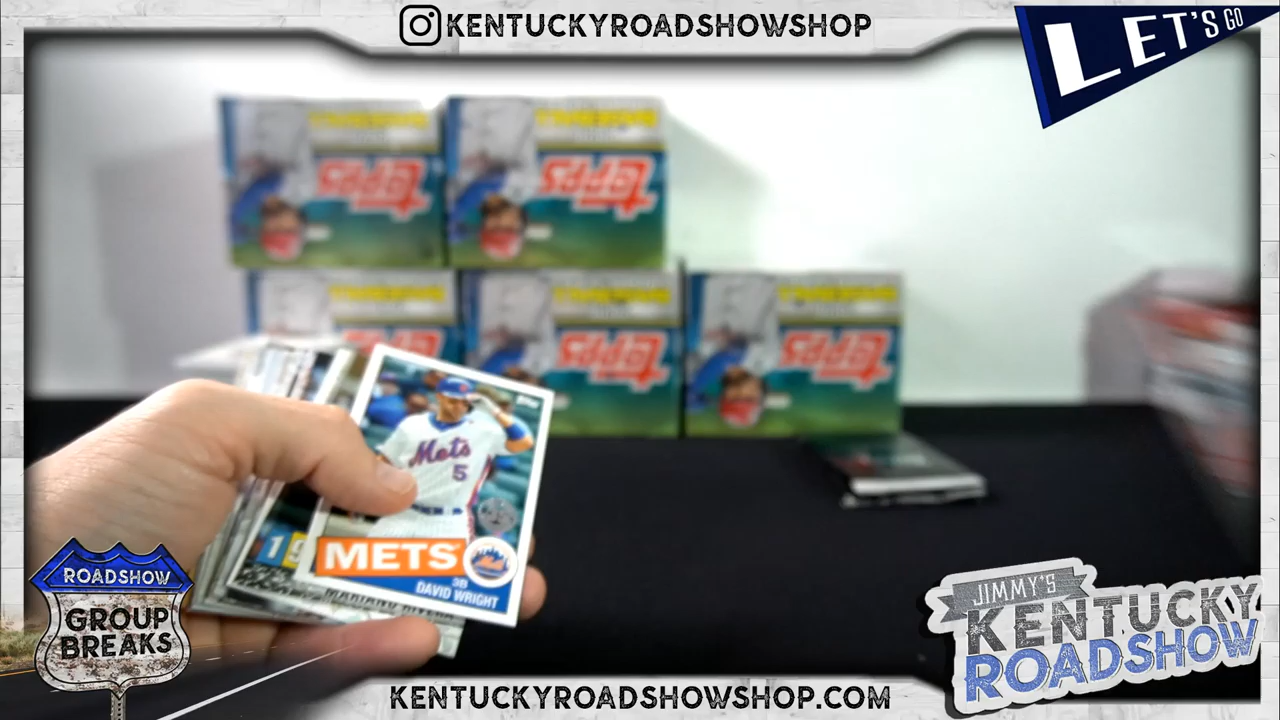 KENTUCKYROADSHOWSHOP
LET'S GO
topps
topps
topps
topps
topps
METS
5
METS
3B
DAVID WRIGHT
MARIANO
ROADSHOW
GROUP
BREAKS
JIMMY'S
KENTUCKY
ROADSHOW
KENTUCKYROADSHOWSHOP.COM